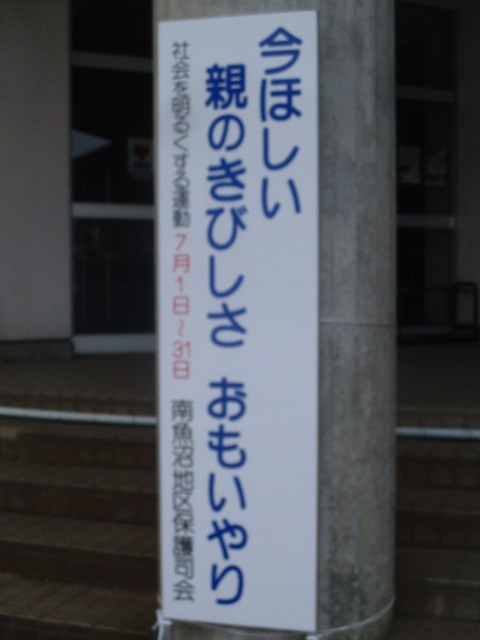 今ほしい
親のきびしさ おもいやり
社会を明るくする運動 7月1日~31日 南魚沼地区保護司会